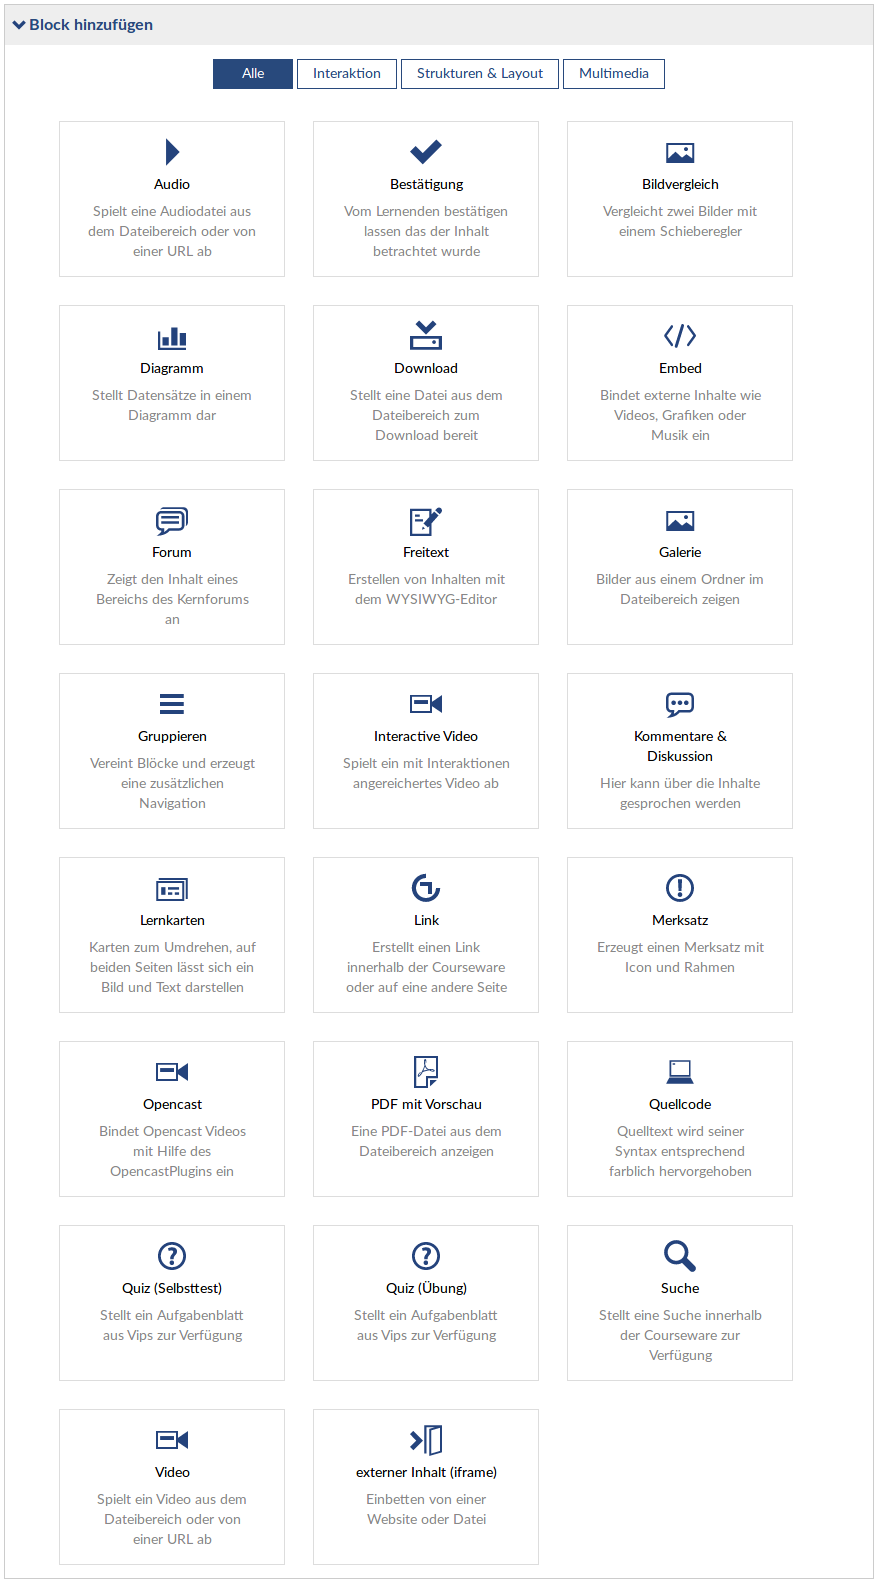 Block hinzufügen
Alle
Interaktion
Strukturen & Layout
Multimedia
Audio
Spielt eine Audiodatei aus
dem Dateibereich oder von
einer URL ab
Bestätigung
Vom Lernenden bestätigen
lassen das der Inhalt
betrachtet wurde
Bildvergleich
Vergleicht zwei Bilder mit
einem Schieberegler
Diagramm
Stellt Datensätze in einem
Diagramm dar
Download
Stellt eine Datei aus dem
Dateibereich zum
Download bereit
Embed
Bindet externe Inhalte wie
Videos, Grafiken oder
Musik ein
Forum
Zeigt den Inhalt eines
Bereichs des Kernforums
an
Freitext
Erstellen von Inhalten mit
dem WYSIWYG-Editor
Galerie
Bilder aus einem Ordner im
Dateibereich zeigen
Gruppieren
Vereint Blöcke und erzeugt
eine zusätzlichen
Navigation
Interactive Video
Spielt ein mit Interaktionen
angereichertes Video ab
Kommentare &
Diskussion
Hier kann über die Inhalte
gesprochen werden
Lernkarten
Karten zum Umdrehen, auf
beiden Seiten lässt sich ein
Bild und Text darstellen
Link
Erstellt einen Link
innerhalb der Courseware
oder auf eine andere Seite
Merksatz
Erzeugt einen Merksatz mit
Icon und Rahmen
Opencast
Bindet Opencast Videos
mit Hilfe des
OpencastPlugins ein
PDF mit Vorschau
Eine PDF-Datei aus dem
Dateibereich anzeigen
Quellcode
Quelltext wird seiner
Syntax entsprechend
farblich hervorgehoben
Quiz (Selbsttest)
Stellt ein Aufgabenblatt
aus Vips zur Verfügung
Quiz (Übung)
Stellt ein Aufgabenblatt
aus Vips zur Verfügung
Suche
Stellt eine Suche innerhalb
der Courseware zur
Verfügung
Video
Spielt ein Video aus dem
Dateibereich oder von
einer URL ab
externer Inhalt (iframe)
Einbetten von einer
Website oder Datei